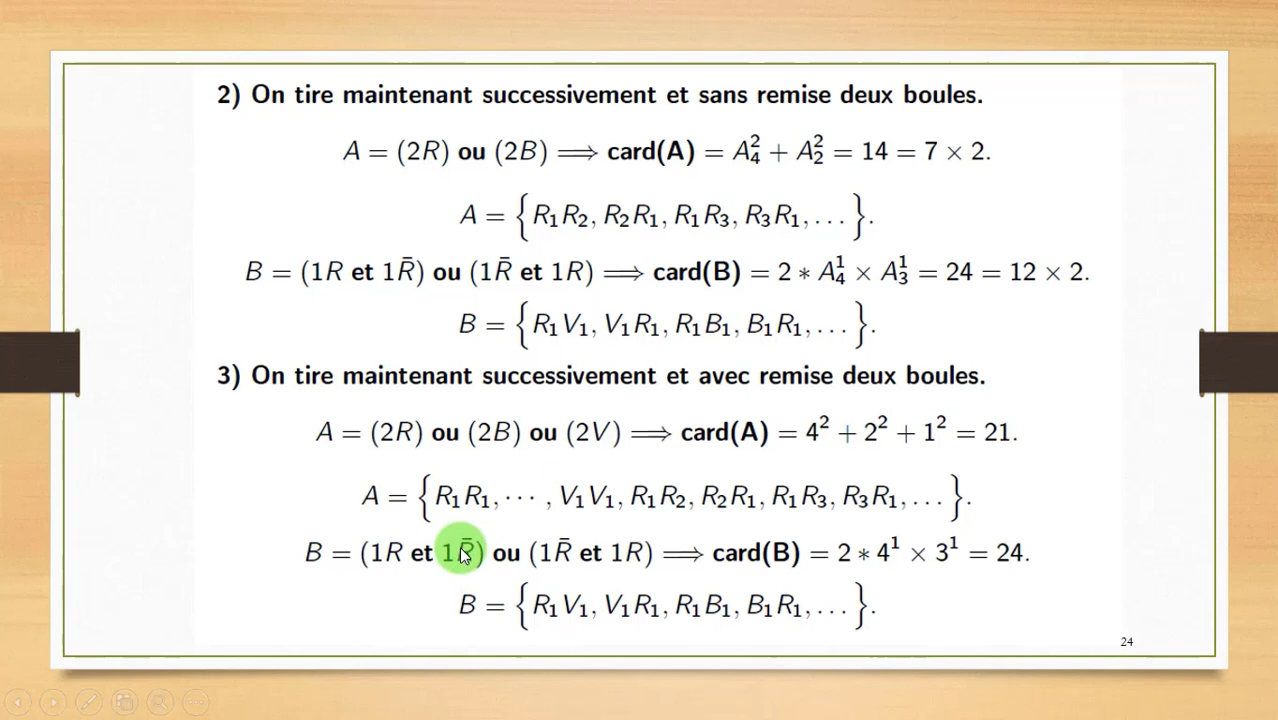 2) On tire maintenant successivement et sans remise deux boules.
A = (2R) ou (2B) ⟹ card(A) = A₄² + A₂² = 14 = 7 × 2.
A = {R₁R₂, R₂R₁, R₁R₃, R₃R₁, . . . }.
B = (1R et 1R̄) ou (1R̄ et 1R) ⟹ card(B) = 2 ∗ A₄¹ × A₃¹ = 24 = 12 × 2.
B = {R₁V₁, V₁R₁, R₁B₁, B₁R₁, . . . }.
3) On tire maintenant successivement et avec remise deux boules.
A = (2R) ou (2B) ou (2V) ⟹ card(A) = 4² + 2² + 1² = 21.
A = {R₁R₁, · · · , V₁V₁, R₁R₂, R₂R₁, R₁R₃, R₃R₁, . . . }.
B = (1R et 1R̄) ou (1R̄ et 1R) ⟹ card(B) = 2 ∗ 4¹ × 3¹ = 24.
B = {R₁V₁, V₁R₁, R₁B₁, B₁R₁, . . . }.
24